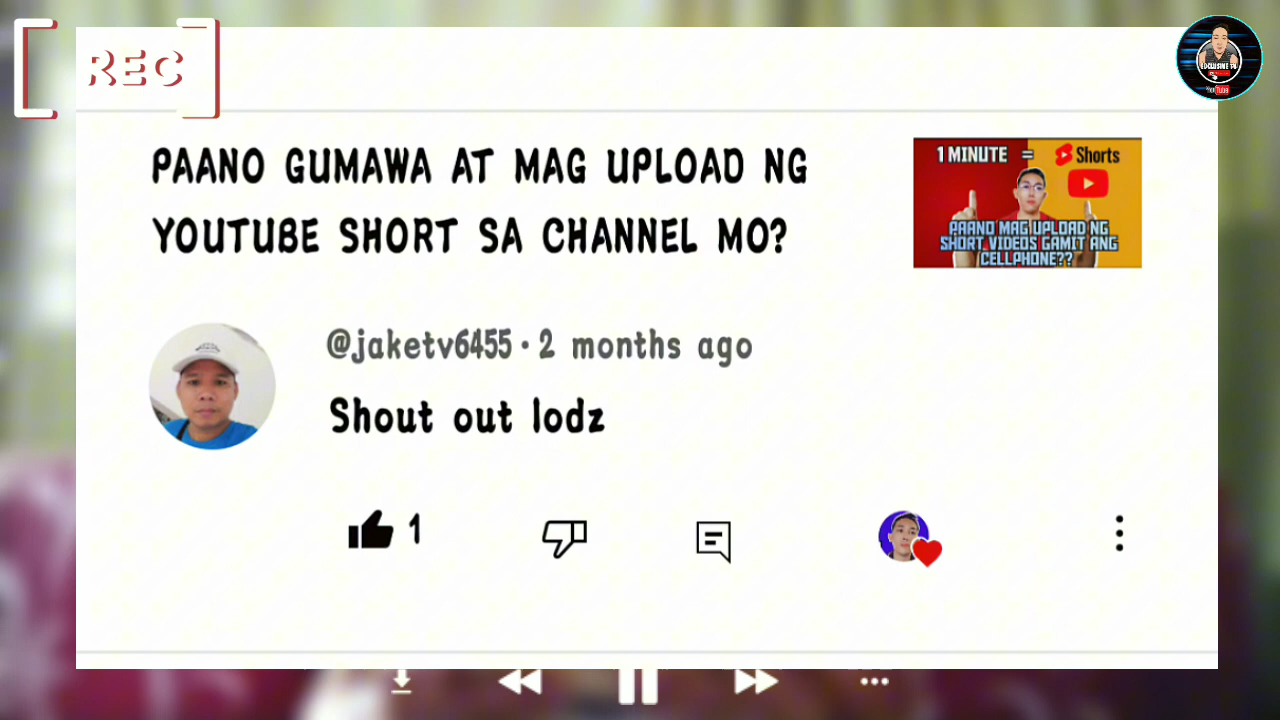 REC
PAANO GUMAWA AT MAG UPLOAD NG
YOUTUBE SHORT SA CHANNEL MO?
1 MINUTE = Shorts
PAANO MAG UPLOAD NG
SHORT VIDEOS GAMIT ANG
CELLPHONE??
@jaketv6455 · 2 months ago
Shout out lodz
1
YouTube